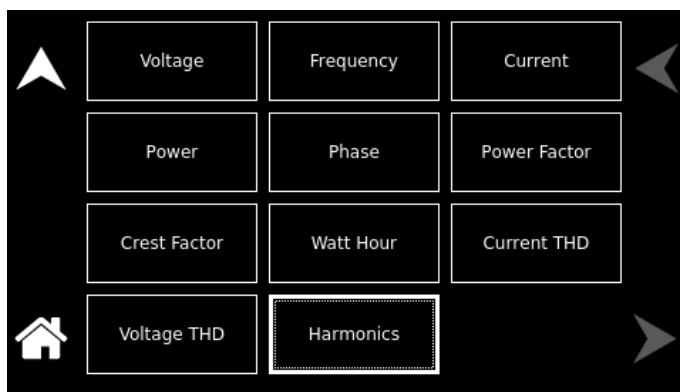 Voltage
Frequency
Current
Power
Phase
Power Factor
Crest Factor
Watt Hour
Current THD
Voltage THD
Harmonics